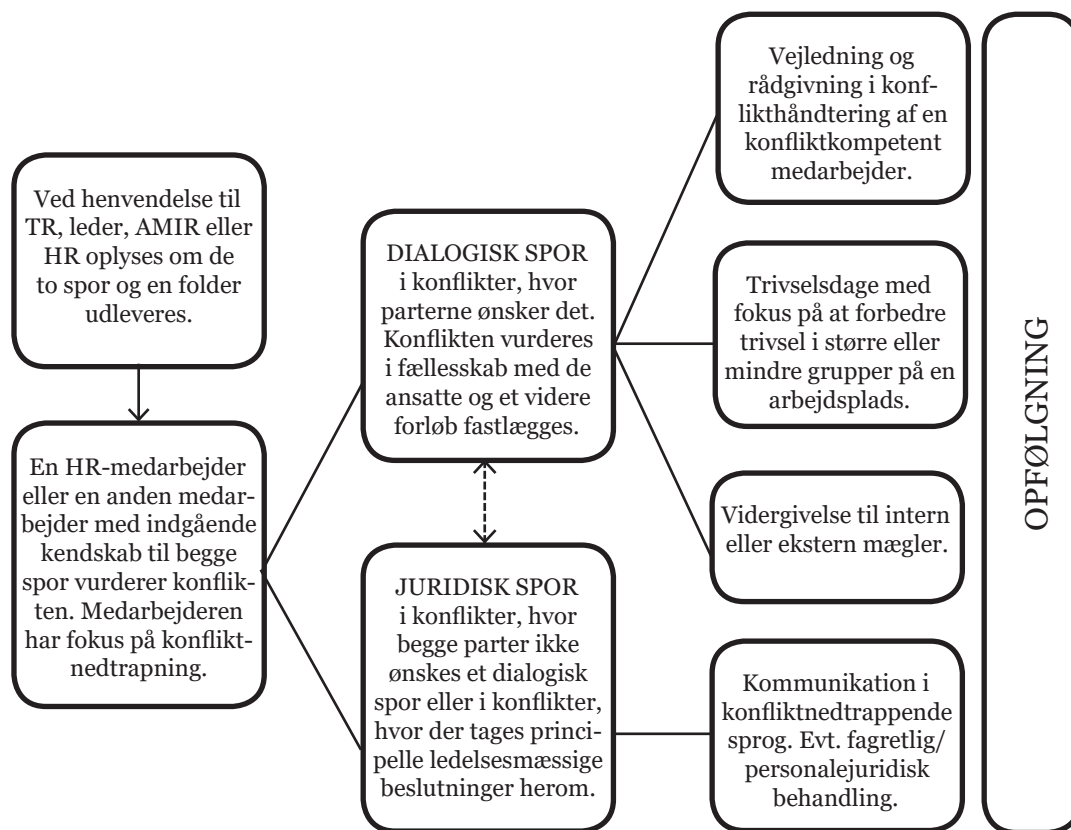 Ved henvendelse til
TR, leder, AMIR eller
HR oplyses om de
to spor og en folder
udleveres.
En HR-medarbejder
eller en anden medar-
bejder med indgående
kendskab til begge
spor vurderer konflik-
ten. Medarbejderen
har fokus på konflikt-
nedtrapning.
DIALOGISK SPOR
i konflikter, hvor
parterne ønsker det.
Konflikten vurderes
i fællesskab med de
ansatte og et videre
forløb fastlægges.
JURIDISK SPOR
i konflikter, hvor
begge parter ikke
ønskes et dialogisk
spor eller i konflikter,
hvor der tages princi-
pelle ledelsesmæssige
beslutninger herom.
Vejledning og
rådgivning i konf-
likthåndtering af en
konfliktkompetent
medarbejder.
Trivselsdage med
fokus på at forbedre
trivsel i større eller
mindre grupper på en
arbejdsplads.
Vidergivelse til intern
eller ekstern mægler.
Kommunikation i
konfliktnedtrappende
sprog. Evt. fagretlig/
personalejuridisk
behandling.
OPFØLGNING